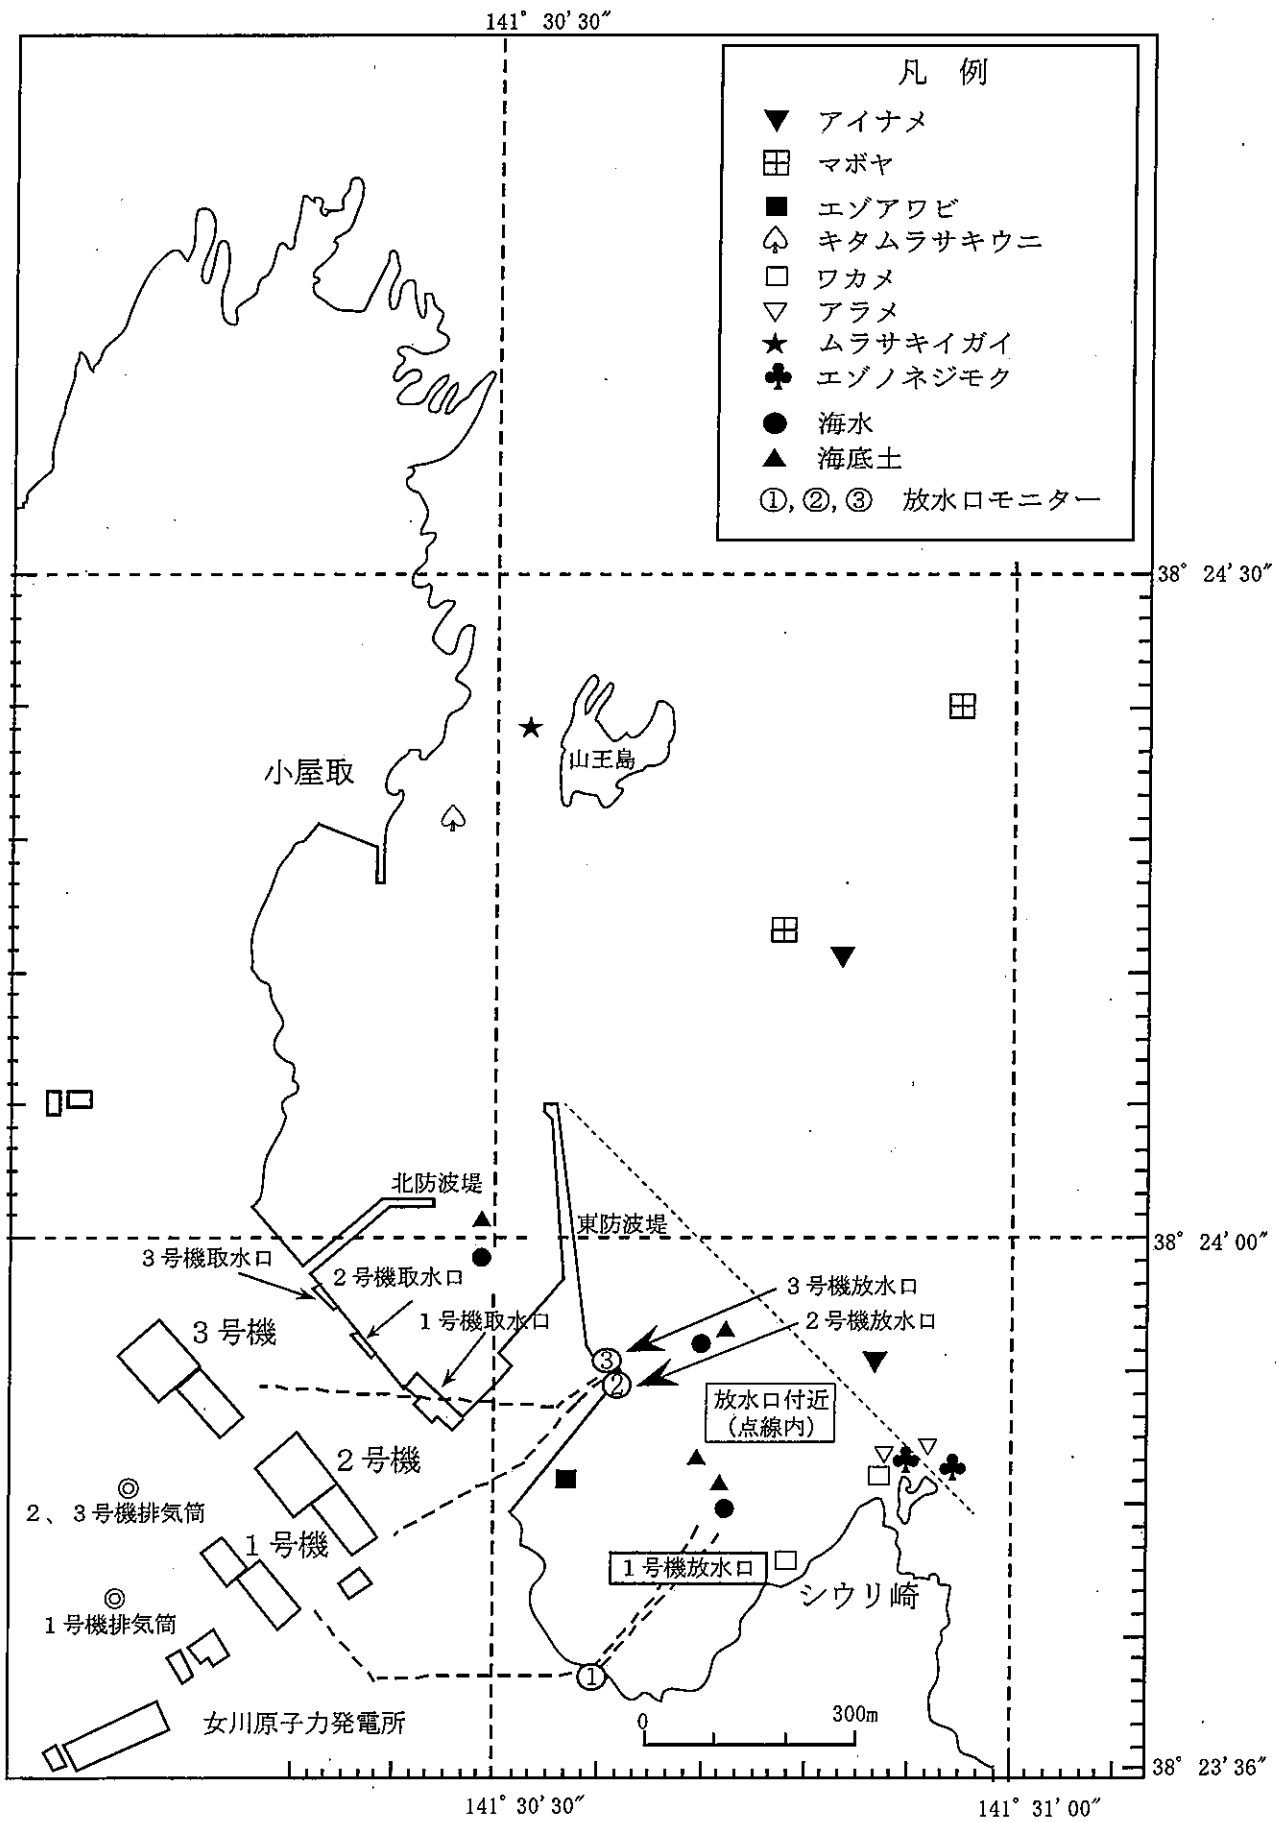 141° 30′30″
凡 例
アイナメ
マボヤ
エゾアワビ
キタムラサキウニ
ワカメ
アラメ
ムラサキイガイ
エゾノネジモク
海水
海底土
①,②,③ 放水口モニター
38° 24′30″
小屋取
山王島
北防波堤
東防波堤
38° 24′00″
3号機取水口
2号機取水口
1号機取水口
3号機放水口
2号機放水口
3号機
③
②
放水口付近
(点線内)
2号機
2、3号機排気筒
1号機
1号機放水口
シウリ崎
1号機排気筒
①
女川原子力発電所
0 300m
38° 23′36″
141° 30′30″
141° 31′00″